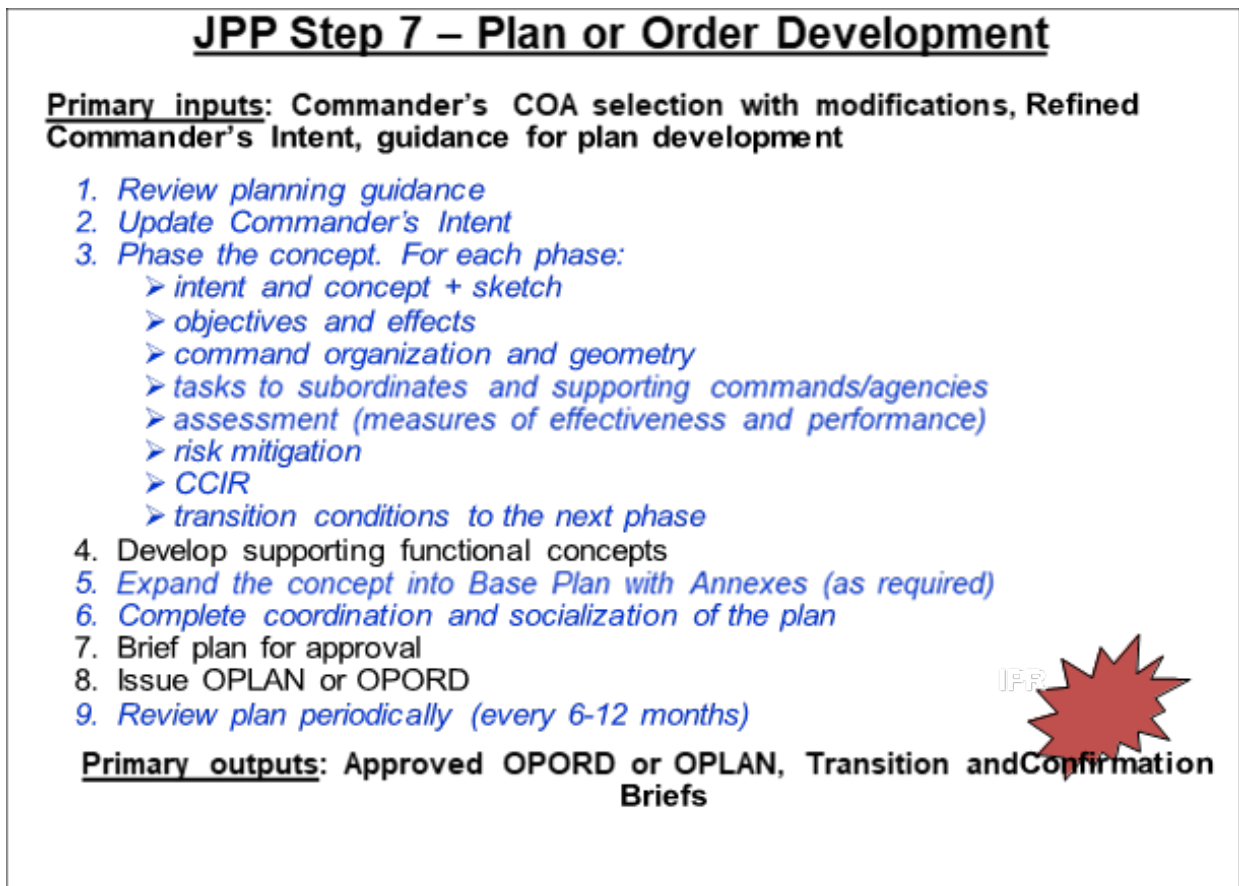 JPP Step 7 – Plan or Order Development
Primary inputs: Commander's COA selection with modifications, Refined
Commander's Intent, guidance for plan development
1. Review planning guidance
2. Update Commander's Intent
3. Phase the concept. For each phase:
➢ intent and concept + sketch
➢ objectives and effects
➢ command organization and geometry
➢ tasks to subordinates and supporting commands/agencies
➢ assessment (measures of effectiveness and performance)
➢ risk mitigation
➢ CCIR
➢ transition conditions to the next phase
4. Develop supporting functional concepts
5. Expand the concept into Base Plan with Annexes (as required)
6. Complete coordination and socialization of the plan
7. Brief plan for approval
8. Issue OPLAN or OPORD
IPR
9. Review plan periodically (every 6-12 months)
Primary outputs: Approved OPORD or OPLAN, Transition andConfirmation
Briefs